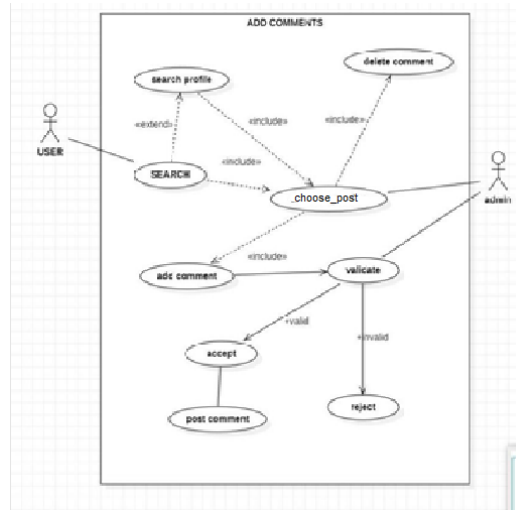 ADD COMMENTS
delete comment
search profile
«extend»
«include»
«include»
USER
«include»
SEARCH
.choose_post
admin
«include»
add comment
validate
+valid
+invalid
accept
reject
post comment